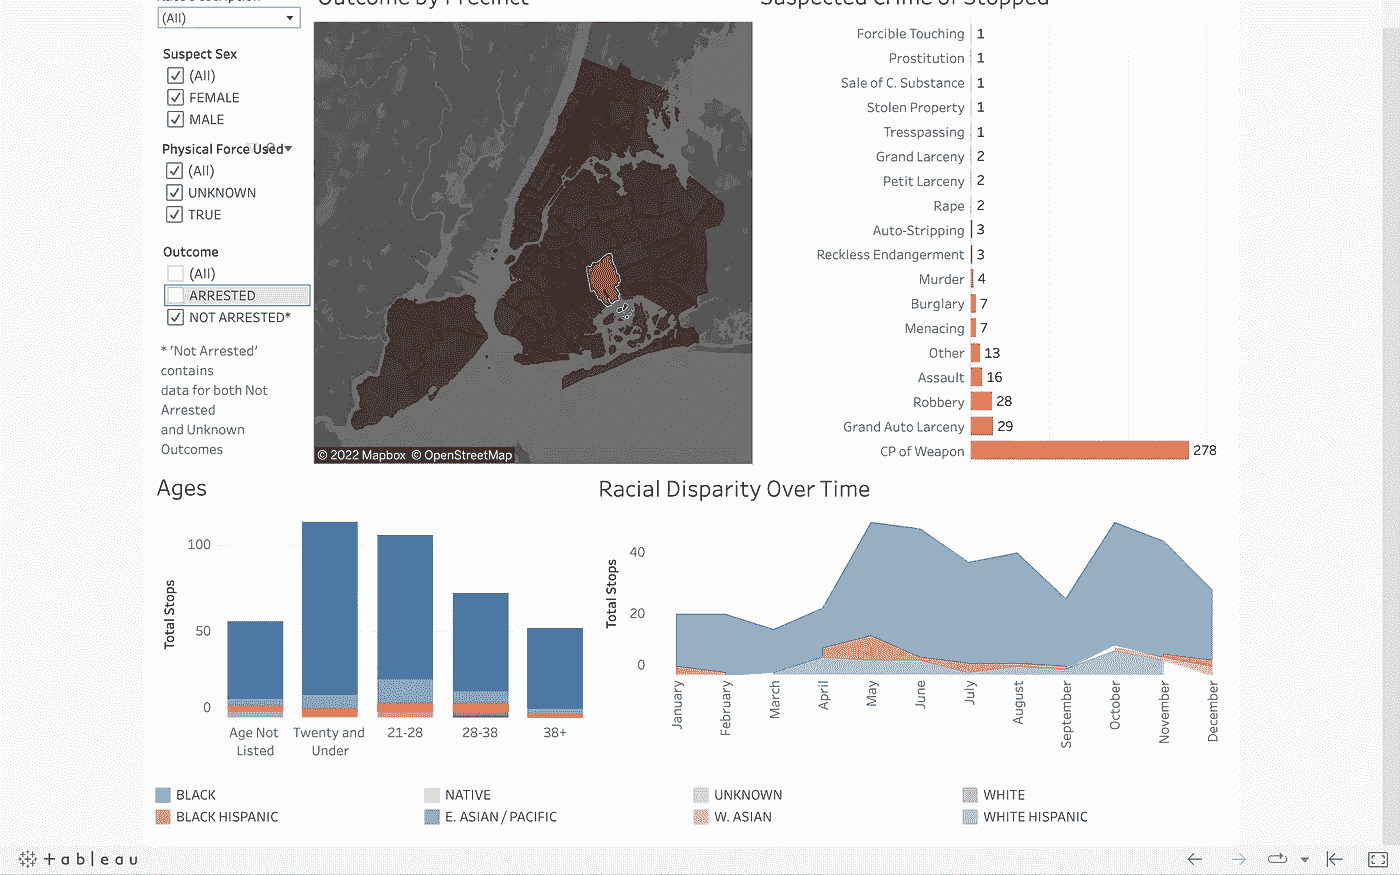 (All)
Suspect Sex
(All)
FEMALE
MALE
Physical Force Used
(All)
UNKNOWN
TRUE
Outcome
(All)
ARRESTED
NOT ARRESTED*
* 'Not Arrested'
contains
data for both Not
Arrested
and Unknown
Outcomes
Outcome by Precinct
© 2022 Mapbox © OpenStreetMap
Suspected Crime of Stopped
Forcible Touching 1
Prostitution 1
Sale of C. Substance 1
Stolen Property 1
Tresspassing 1
Grand Larceny 2
Petit Larceny 2
Rape 2
Auto-Stripping 3
Reckless Endangerment 3
Murder 4
Burglary 7
Menacing 7
Other 13
Assault 16
Robbery 28
Grand Auto Larceny 29
CP of Weapon 278
Ages
Total Stops
100
50
0
Age Not
Listed
Twenty and
Under
21-28
28-38
38+
Racial Disparity Over Time
Total Stops
40
20
0
January
February
March
April
May
June
July
August
September
October
November
December
BLACK
NATIVE
UNKNOWN
WHITE
BLACK HISPANIC
E. ASIAN / PACIFIC
W. ASIAN
WHITE HISPANIC
+ableau